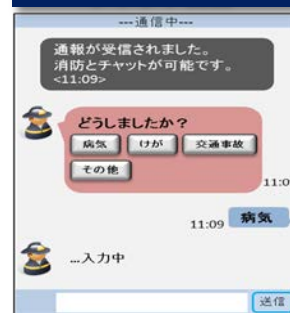 ---通信中---
通報が受信されました。
消防とチャットが可能です。
<11:09>
どうしましたか？
病気 けが 交通事故
その他
11:0
11:09 病気
...入力中
送信